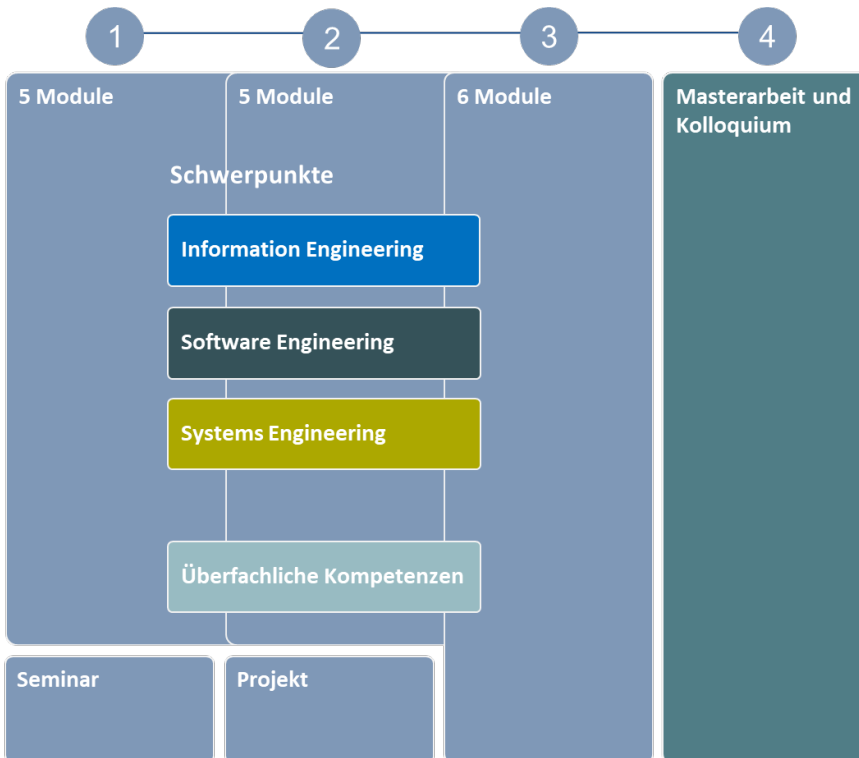 1
2
3
4
5 Module
5 Module
6 Module
Masterarbeit und
Kolloquium
Schwerpunkte
Information Engineering
Software Engineering
Systems Engineering
Überfachliche Kompetenzen
Seminar
Projekt